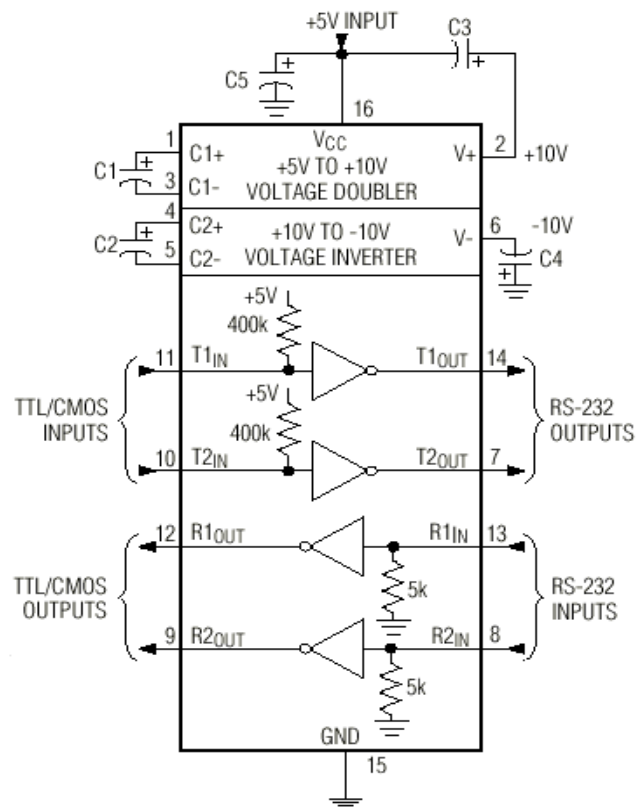 +5V INPUT
C3
+
C5
+
16
VCC
+5V TO +10V
VOLTAGE DOUBLER
1
C1+
C1
+
3
C1-
V+
2
+10V
4
C2+
C2
+
5
C2-
+10V TO -10V
VOLTAGE INVERTER
V-
6
-10V
C4
+
+5V
400k
11
T1IN
T1OUT
14
TTL/CMOS
INPUTS
+5V
400k
RS-232
OUTPUTS
10
T2IN
T2OUT
7
12
R1OUT
R1IN
13
TTL/CMOS
OUTPUTS
5k
RS-232
INPUTS
9
R2OUT
R2IN
8
5k
GND
15